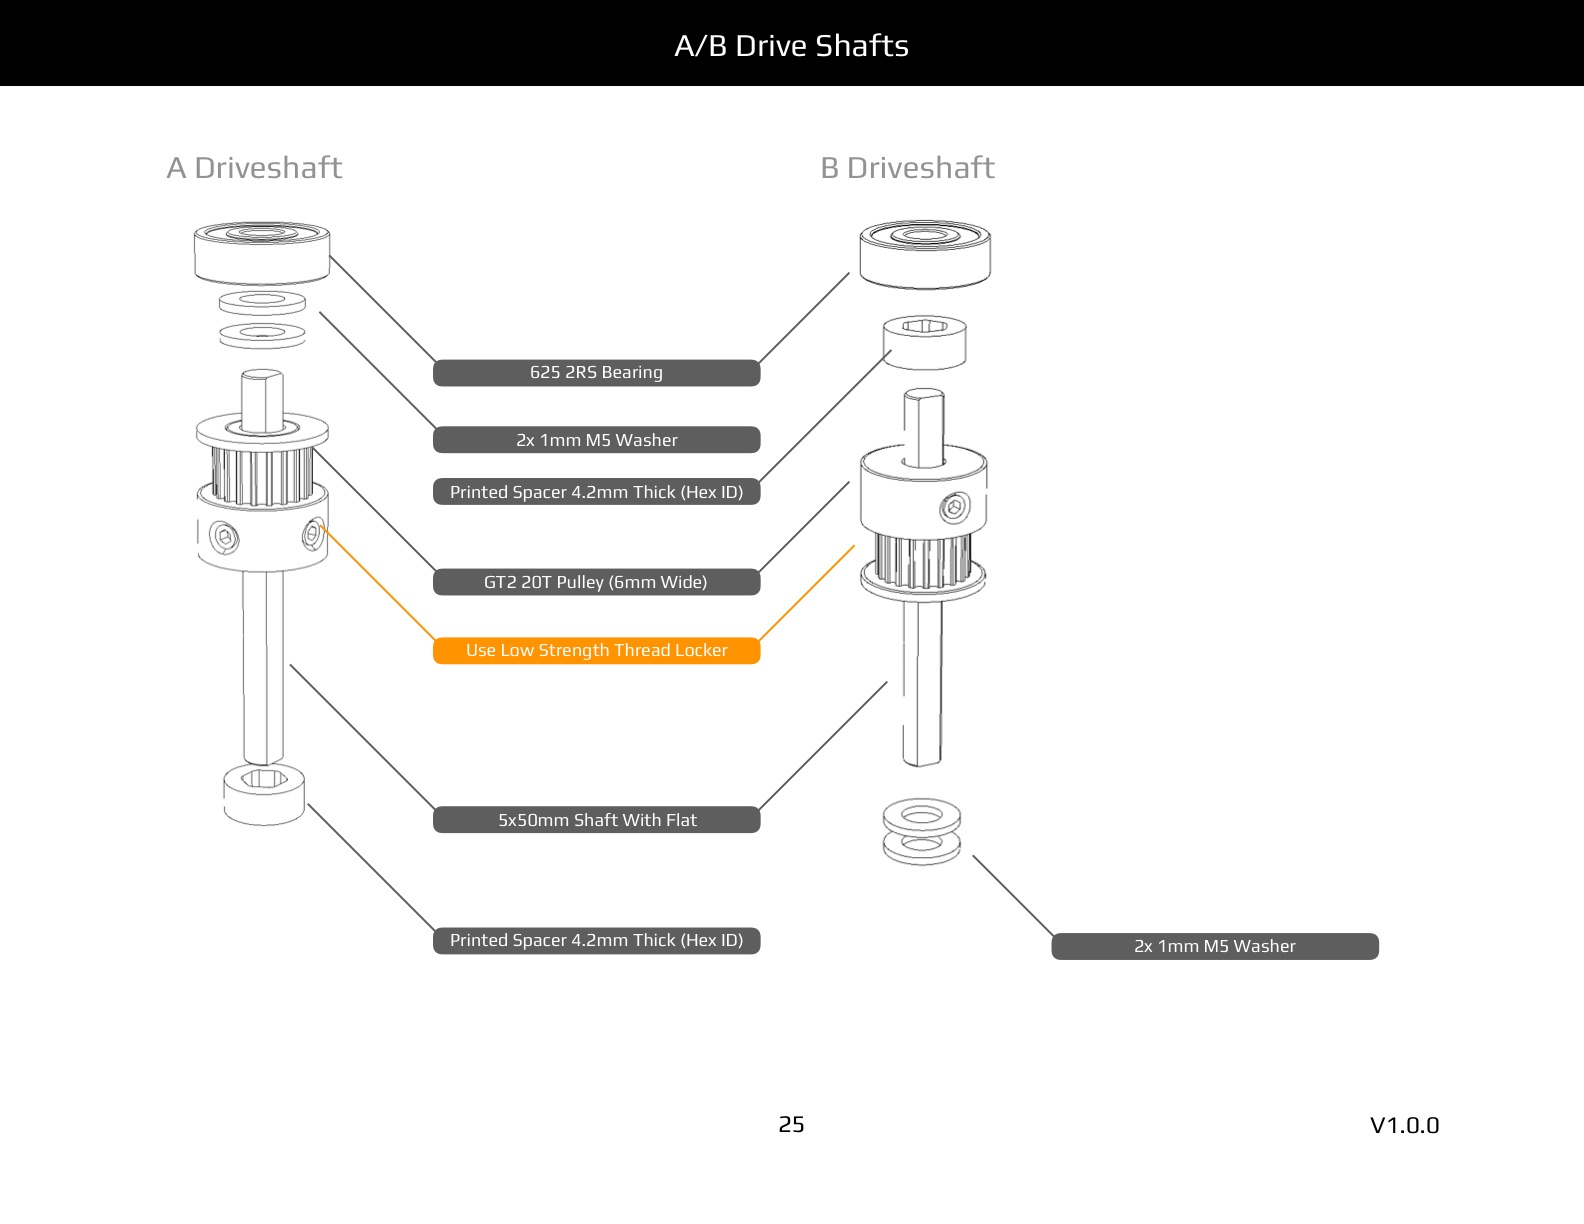 A/B Drive Shafts
A Driveshaft
B Driveshaft
625 2RS Bearing
2x 1mm M5 Washer
Printed Spacer 4.2mm Thick (Hex ID)
GT2 20T Pulley (6mm Wide)
Use Low Strength Thread Locker
5x50mm Shaft With Flat
Printed Spacer 4.2mm Thick (Hex ID)
2x 1mm M5 Washer
25
V1.0.0